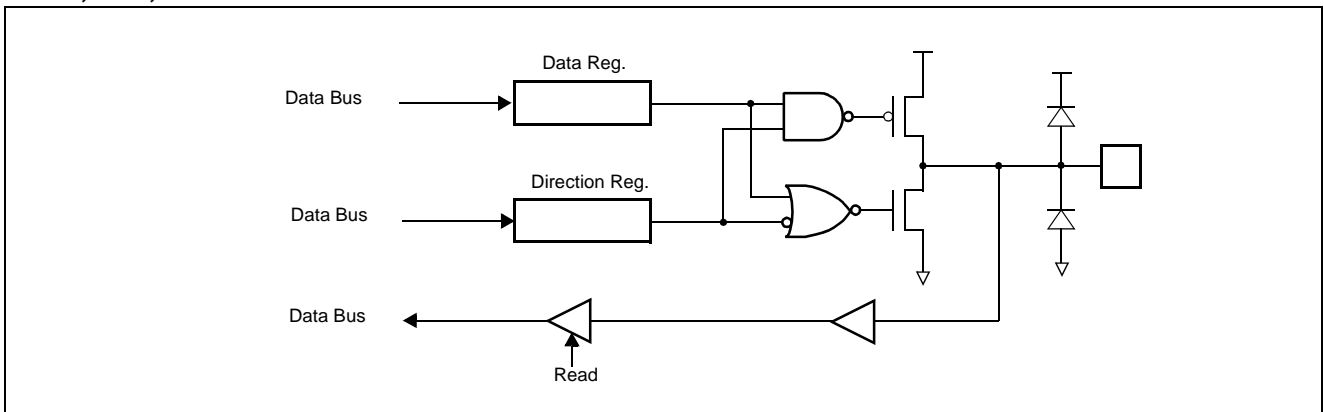 Data Reg.
Data Bus
Direction Reg.
Data Bus
Data Bus
Read